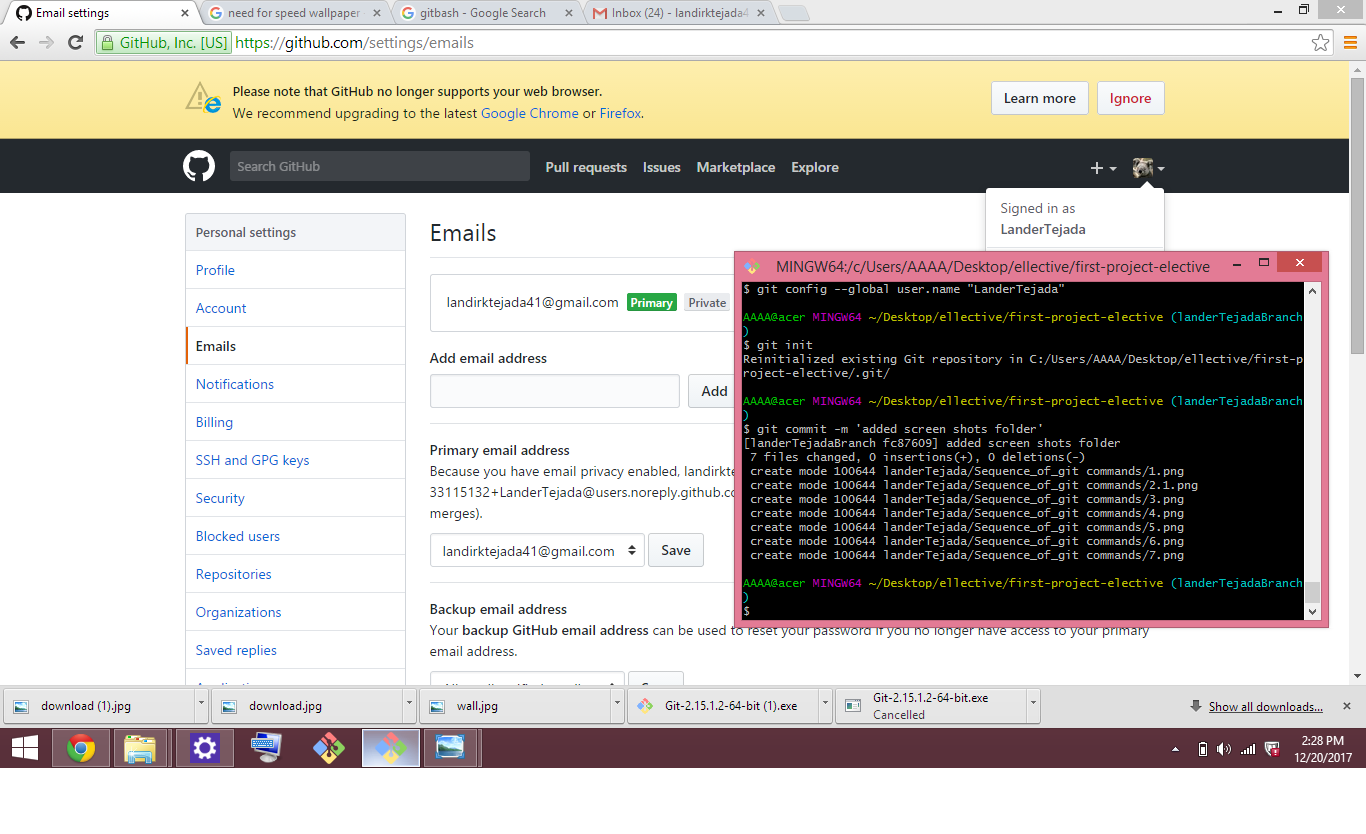 Email settings
need for speed wallpaper
gitbash - Google Search
Inbox (24) - landirktejada4
GitHub, Inc. [US] https://github.com/settings/emails
Please note that GitHub no longer supports your web browser.
We recommend upgrading to the latest Google Chrome or Firefox.
Learn more
Ignore
Search GitHub
Pull requests Issues Marketplace Explore
Signed in as
LanderTejada
Personal settings
Profile
Account
Emails
Notifications
Billing
SSH and GPG keys
Security
Blocked users
Repositories
Organizations
Saved replies
Emails
landirktejada41@gmail.com Primary Private
Add email address
Add
Primary email address
Because you have email privacy enabled, landirkte
33115132+LanderTejada@users.noreply.github.co
merges).
landirktejada41@gmail.com Save
Backup email address
Your backup GitHub email address can be used to reset your password if you no longer have access to your primary
email address.
MINGW64:/c/Users/AAAA/Desktop/ellective/first-project-elective
$ git config --global user.name "LanderTejada"
AAAA@acer MINGW64 ~/Desktop/ellective/first-project-elective (landerTejadaBranch
)
$ git init
Reinitialized existing Git repository in C:/Users/AAAA/Desktop/ellective/first-p
roject-elective/.git/
AAAA@acer MINGW64 ~/Desktop/ellective/first-project-elective (landerTejadaBranch
)
$ git commit -m 'added screen shots folder'
[landerTejadaBranch fc87609] added screen shots folder
7 files changed, 0 insertions(+), 0 deletions(-)
create mode 100644 landerTejada/Sequence_of_git commands/1.png
create mode 100644 landerTejada/Sequence_of_git commands/2.1.png
create mode 100644 landerTejada/Sequence_of_git commands/3.png
create mode 100644 landerTejada/Sequence_of_git commands/4.png
create mode 100644 landerTejada/Sequence_of_git commands/5.png
create mode 100644 landerTejada/Sequence_of_git commands/6.png
create mode 100644 landerTejada/Sequence_of_git commands/7.png
AAAA@acer MINGW64 ~/Desktop/ellective/first-project-elective (landerTejadaBranch
)
$
download (1).jpg
download.jpg
wall.jpg
Git-2.15.1.2-64-bit (1).exe
Git-2.15.1.2-64-bit.exe
Cancelled
Show all downloads...
2:28 PM
12/20/2017